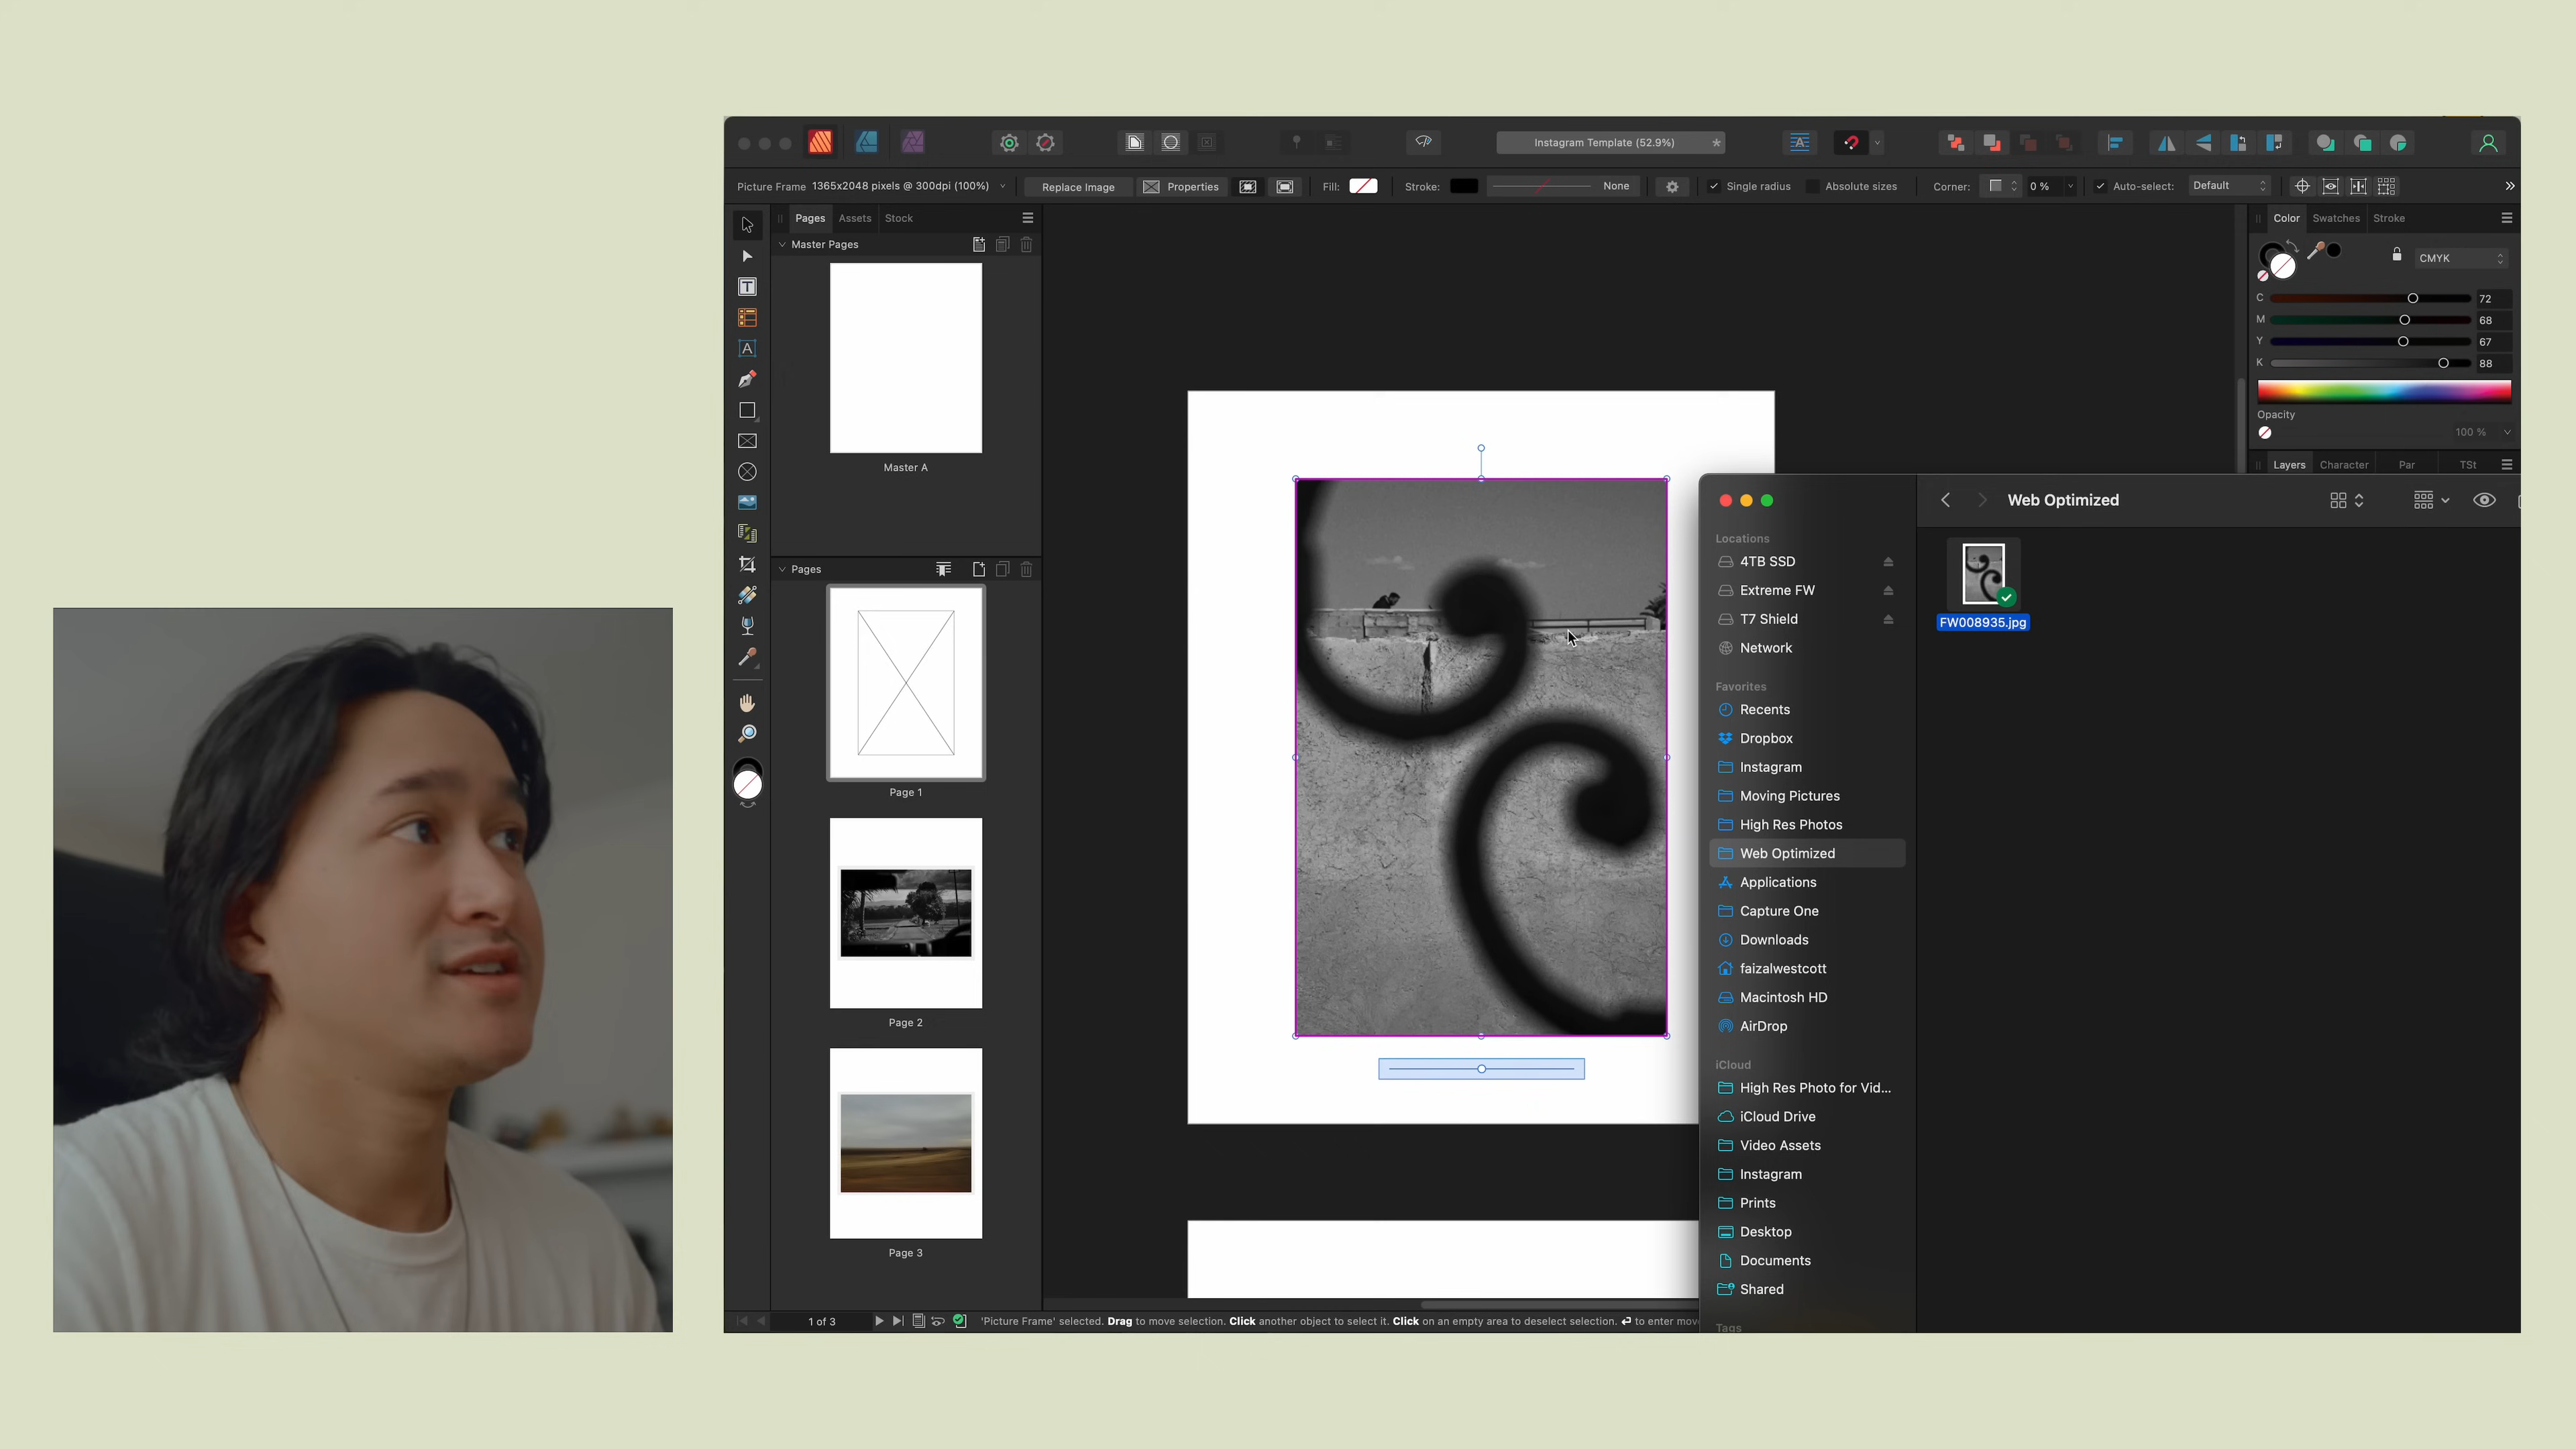 Instagram Template (52.9%)
*
Picture Frame 1365x2048 pixels @ 300dpi (100%)
Replace Image
Properties
Fill:
Stroke:
None
Single radius
Absolute sizes
Corner:
0 %
Auto-select:
Default
Pages
Assets
Stock
Master Pages
Master A
Pages
Page 1
Page 2
Page 3
1 of 3
'Picture Frame' selected. Drag to move selection. Click another object to select it. Click on an empty area to deselect selection. ↵ to enter mov
Color
Swatches
Stroke
CMYK
C
72
M
68
Y
67
K
88
Opacity
100 %
Layers
Character
Par
TSt
Web Optimized
Locations
4TB SSD
Extreme FW
T7 Shield
Network
Favorites
Recents
Dropbox
Instagram
Moving Pictures
High Res Photos
Web Optimized
Applications
Capture One
Downloads
faizalwestcott
Macintosh HD
AirDrop
iCloud
High Res Photo for Vid...
iCloud Drive
Video Assets
Instagram
Prints
Desktop
Documents
Shared
Tags
FW008935.jpg